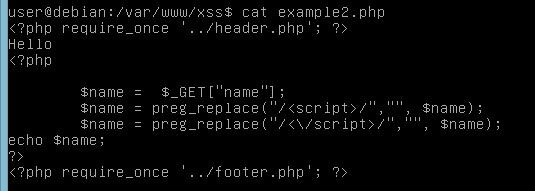 user@debian:/var/www/xss$ cat example2.php
<?php require_once '../header.php'; ?>
Hello
<?php

        $name =  $_GET["name"];
        $name = preg_replace("/<script>/","", $name);
        $name = preg_replace("/<\/script>/","", $name);
echo $name;
?>
<?php require_once '../footer.php'; ?>